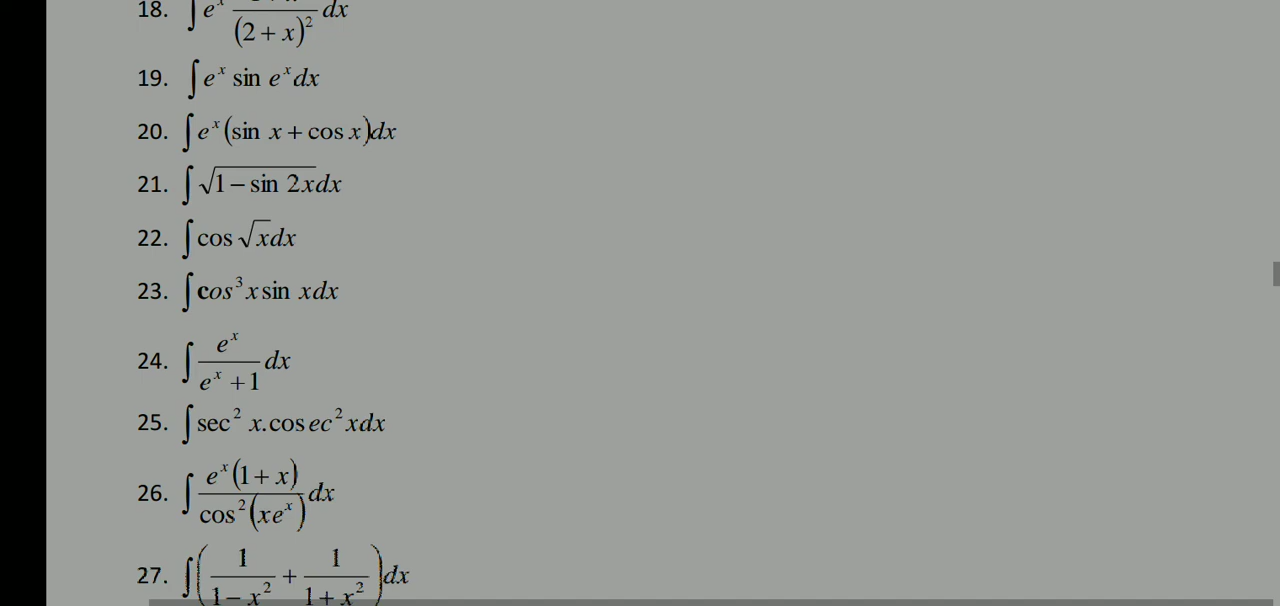 18. ∫ e^x ——— / (2 + x)^2 dx
19. ∫ e^x sin e^x dx
20. ∫ e^x (sin x + cos x) dx
21. ∫ √(1 – sin 2x) dx
22. ∫ cos √x dx
23. ∫ cos^3 x sin x dx
24. ∫ e^x / (e^x + 1) dx
25. ∫ sec^2 x.cos ec^2 x dx
26. ∫ e^x (1 + x) / cos^2 (xe^x) dx
27. ∫ (1 / (1 – x^2) + 1 / (1 + x^2)) dx